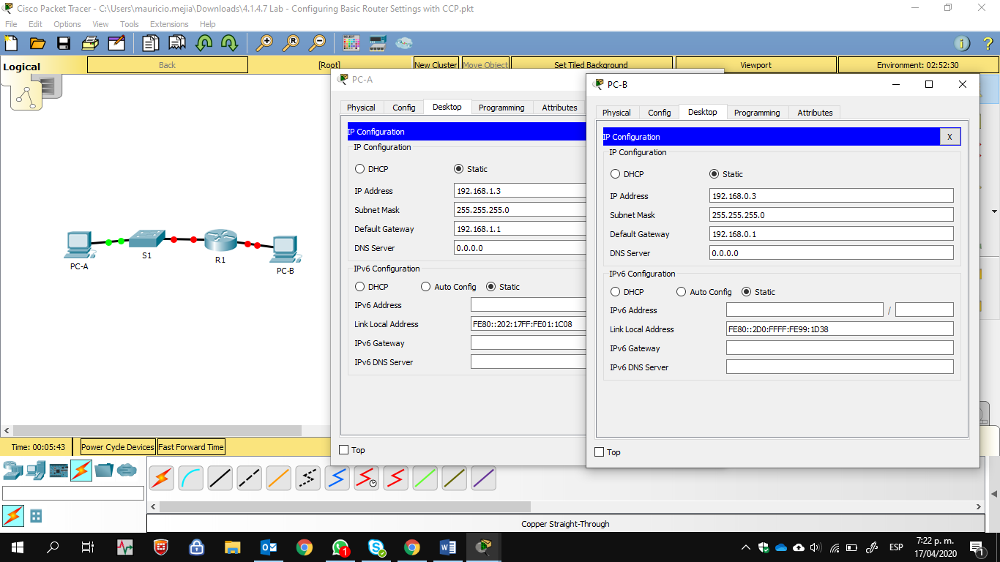 Cisco Packet Tracer - C:\Users\mauricio.mejia\Downloads\4.1.4.7 Lab - Configuring Basic Router Settings with CCP.pkt
File Edit Options View Tools Extensions Help
SELECT
R
i ?
Logical Back [Root] New Cluster Move Object Set Tiled Background Viewport Environment: 02:52:30
PC-A
S1
R1
PC-B
PC-A
Physical Config Desktop Programming Attributes
IP Configuration
IP Configuration
DHCP Static
IP Address 192.168.1.3
Subnet Mask 255.255.255.0
Default Gateway 192.168.1.1
DNS Server 0.0.0.0
IPv6 Configuration
DHCP Auto Config Static
IPv6 Address
Link Local Address FE80::202:17FF:FE01:1C08
IPv6 Gateway
IPv6 DNS Server
Top
PC-B
Physical Config Desktop Programming Attributes
IP Configuration X
IP Configuration
DHCP Static
IP Address 192.168.0.3
Subnet Mask 255.255.255.0
Default Gateway 192.168.0.1
DNS Server 0.0.0.0
IPv6 Configuration
DHCP Auto Config Static
IPv6 Address /
Link Local Address FE80::2D0:FFFF:FE99:1D38
IPv6 Gateway
IPv6 DNS Server
Top
Time: 00:05:43 Power Cycle Devices Fast Forward Time
Copper Straight-Through
1
ESP
7:22 p. m.
17/04/2020
1